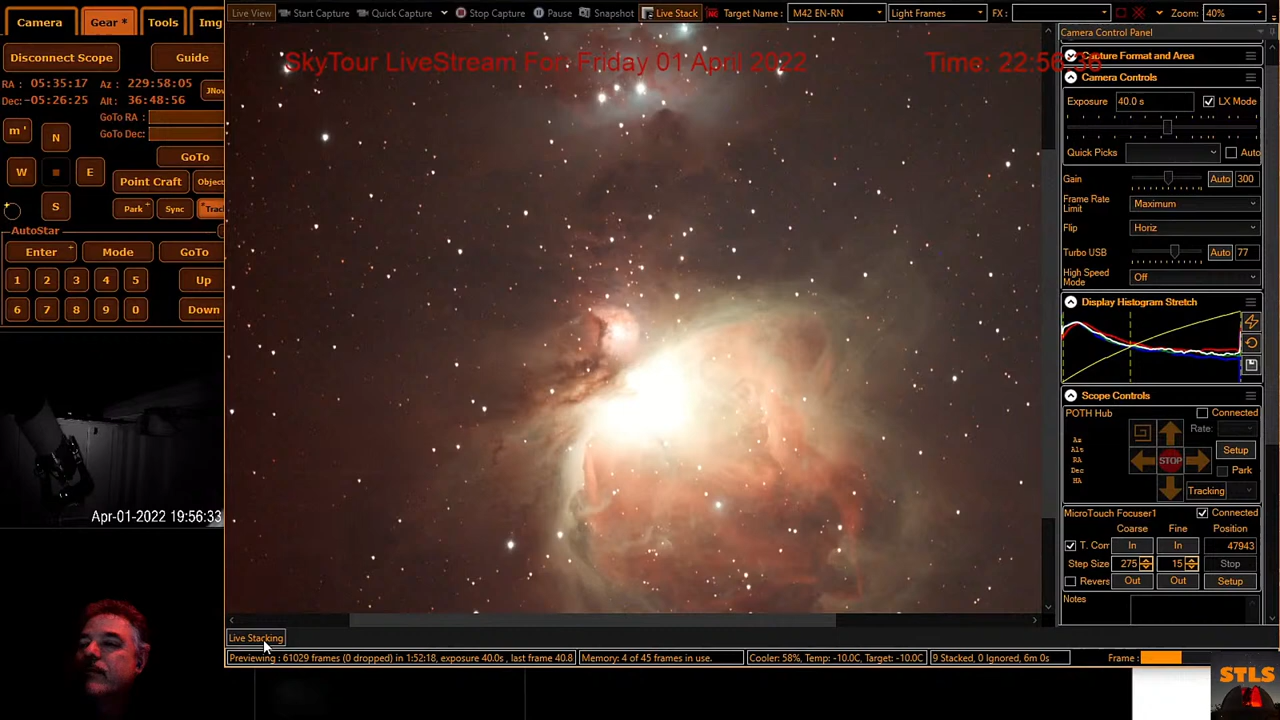 Camera
Gear *
Tools
Img
Disconnect Scope
Guide
RA : 05:35:17 Az : 229:58:05
Dec:-05:26:25 Alt: 36:48:56
JNov
GoTo RA :
GoTo Dec:
m '
N
W
E
S
GoTo
Point Craft
Object
Park
Sync
Track
AutoStar
Enter
Mode
GoTo
1 2 3 4 5 Up
6 7 8 9 0 Down
Apr-01-2022 19:56:33
Live View Start Capture Quick Capture Stop Capture Pause Snapshot Live Stack Target Name : M42 EN-RN Light Frames FX : Zoom: 40%
SkyTour LiveStream For: Friday 01 April 2022
Live Stacking
Previewing : 61029 frames (0 dropped) in 1:52:18, exposure 40.0s , last frame 40.8
Memory: 4 of 45 frames in use.
Cooler: 58%, Temp: -10.0C, Target: -10.0C
9 Stacked, 0 Ignored, 6m 0s
Frame :
Camera Control Panel
Capture Format and Area
Camera Controls
Exposure 40.0 s LX Mode
Quick Picks Auto
Gain Auto 300
Frame Rate
Limit Maximum
Flip Horiz
Turbo USB Auto 77
High Speed
Mode Off
Display Histogram Stretch
Scope Controls
POTH Hub Connected
Rate:
Az
Alt
RA
Dec
HA
STOP
Setup
Park
Tracking
MicroTouch Focuser1 Connected
Coarse Fine Position
T. Com In In 47943
Step Size 275 15 Stop
Revers Out Out Setup
Notes
STLS